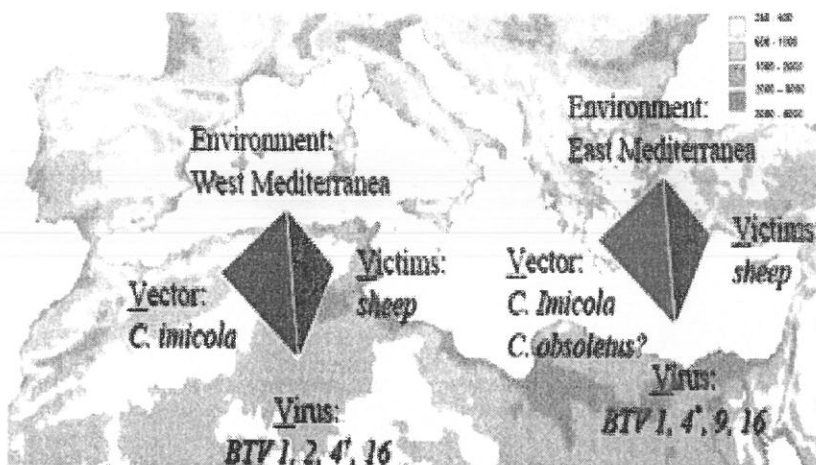 Environment:
West Mediterranea
Vector:
C. imicola
Victims:
sheep
Virus:
BTV 1, 2, 4', 16
Environment:
East Mediterranea
Vector:
C. Imicola
C. obsoletus?
Victims:
sheep
Virus:
BTV 1, 4', 9, 16